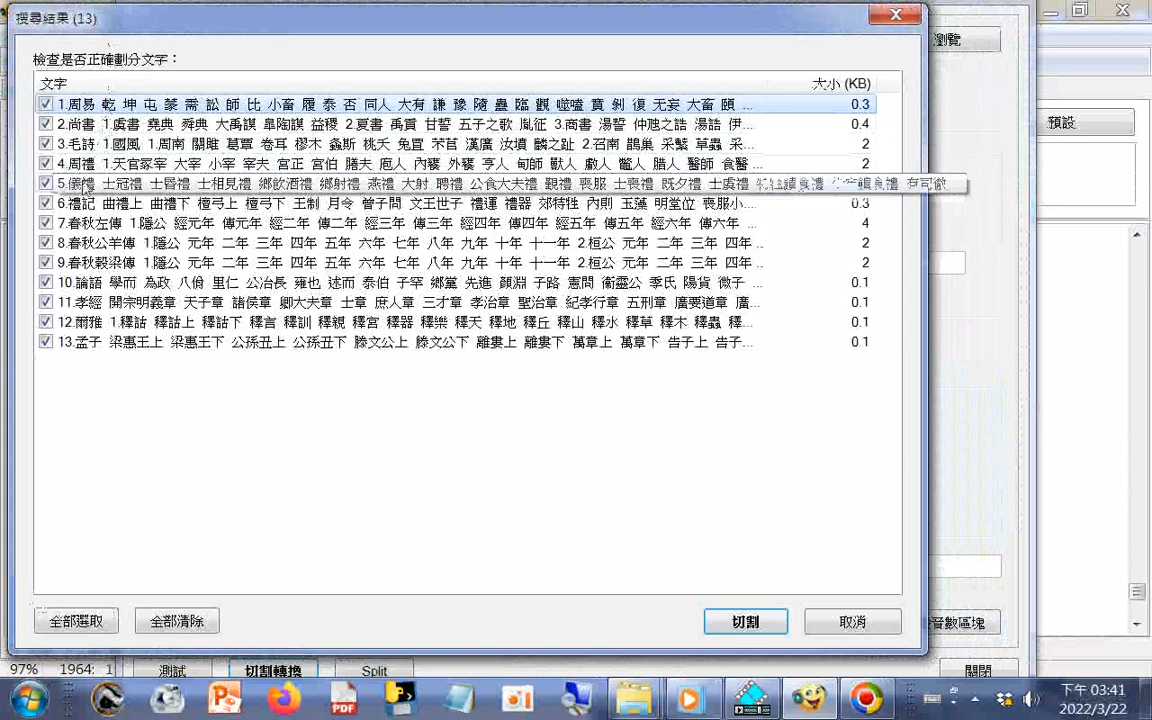 搜尋結果 (13)
瀏覽
檢查是否正確劃分文字：
文字 大小 (KB)
1.周易 乾 坤 屯 蒙 需 訟 師 比 小畜 履 泰 否 同人 大有 謙 豫 隨 蠱 臨 觀 噬嗑 賁 剝 復 无妄 大畜 頤 ... 0.3
預設
2.尚書 1.虞書 堯典 舜典 大禹謨 皐陶謨 益稷 2.夏書 禹貢 甘誓 五子之歌 胤征 3.商書 湯誓 仲虺之誥 湯誥 伊... 0.4
3.毛詩 1.國風 1.周南 關雎 葛覃 卷耳 樛木 螽斯 桃夭 兔罝 芣苢 漢廣 汝墳 麟之趾 2.召南 鵲巢 采蘩 草蟲 采... 2
4.周禮 1.天官冢宰 大宰 小宰 宰夫 宮正 宮伯 膳夫 庖人 內饔 外饔 亨人 甸師 獸人 䱷人 鼈人 腊人 醫師 食醫... 2
5.儀禮 士冠禮 士昏禮 士相見禮 鄉飲酒禮 鄉射禮 燕禮 大射 聘禮 公食大夫禮 覲禮 喪服 士喪禮 既夕禮 士虞禮 有司徹
6.禮記 曲禮上 曲禮下 檀弓上 檀弓下 王制 月令 曾子問 文王世子 禮運 禮器 郊特牲 內則 玉藻 明堂位 喪服小... 0.3
7.春秋左傳 1.隱公 經元年 傳元年 經二年 傳二年 經三年 傳三年 經四年 傳四年 經五年 傳五年 經六年 傳六年 ... 4
8.春秋公羊傳 1.隱公 元年 二年 三年 四年 五年 六年 七年 八年 九年 十年 十一年 2.桓公 元年 二年 三年 四年 ... 2
9.春秋穀梁傳 1.隱公 元年 二年 三年 四年 五年 六年 七年 八年 九年 十年 十一年 2.桓公 元年 二年 三年 四年 ... 2
10.論語 學而 為政 八佾 里仁 公冶長 雍也 述而 泰伯 子罕 鄉黨 先進 顏淵 子路 憲問 衛靈公 季氏 陽貨 微子 ... 0.1
11.孝經 開宗明義章 天子章 諸侯章 卿大夫章 士章 庶人章 三才章 孝治章 聖治章 紀孝行章 五刑章 廣要道章 廣... 0.1
12.爾雅 1.釋詁 釋詁上 釋詁下 釋言 釋訓 釋親 釋宮 釋器 釋樂 釋天 釋地 釋丘 釋山 釋水 釋草 釋木 釋蟲 釋... 0.1
13.孟子 梁惠王上 梁惠王下 公孫丑上 公孫丑下 滕文公上 滕文公下 離婁上 離婁下 萬章上 萬章下 告子上 告子... 0.1
全部選取 全部清除 切割 取消 音數區塊
97% 1964: 1 測試 切割轉換 Split 關閉
下午 03:41
2022/3/22